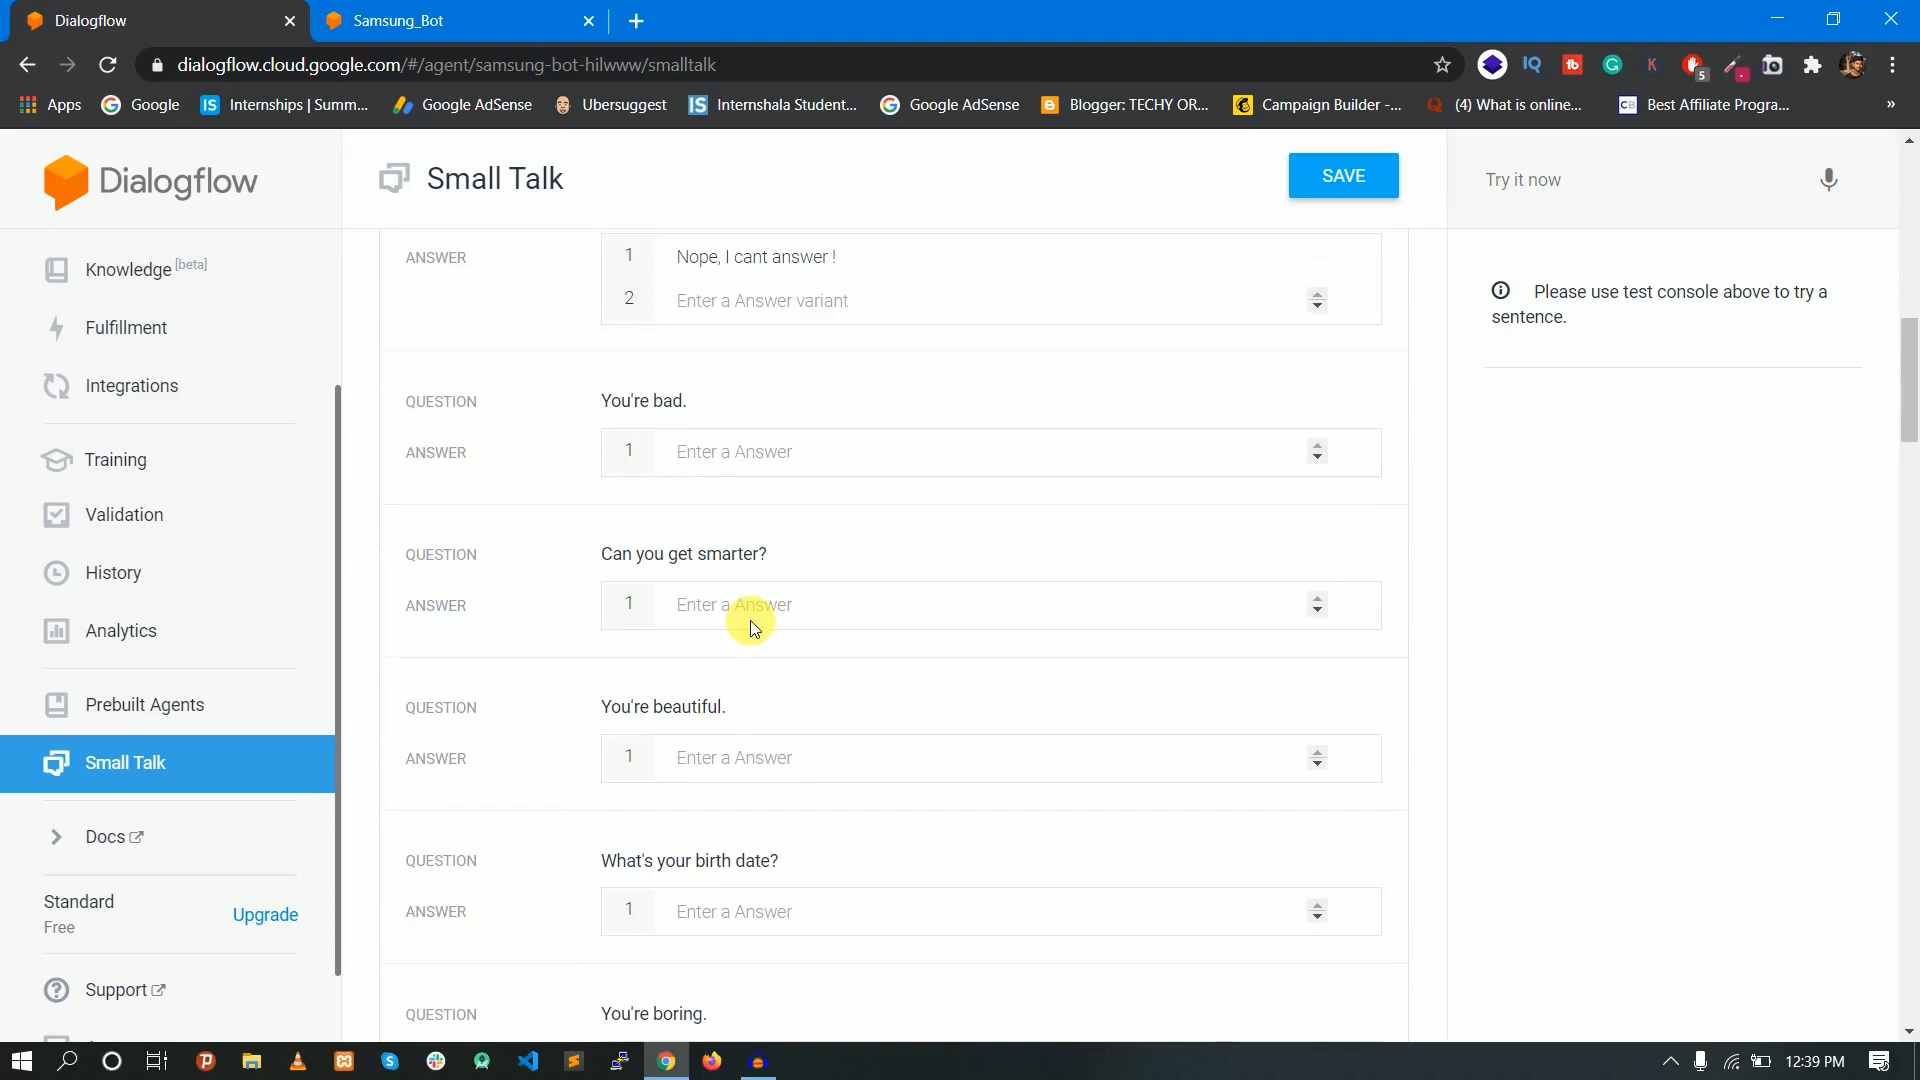 Dialogflow
Samsung_Bot
dialogflow.cloud.google.com/#/agent/samsung-bot-hilwww/smalltalk
IQ
tb
K
5
Apps
Google
IS
Internships | Summ...
Google AdSense
Ubersuggest
IS
Internshala Student...
Google AdSense
Blogger: TECHY OR...
Campaign Builder -...
(4) What is online...
CB
Best Affiliate Progra...
»
Dialogflow
Small Talk
SAVE
Try it now
Knowledge [beta]
Fulfillment
Integrations
Training
Validation
History
Analytics
Prebuilt Agents
Small Talk
Docs
Standard
Free
Upgrade
Support
ANSWER
1
Nope, I cant answer !
2
Enter a Answer variant
QUESTION
You're bad.
ANSWER
1
Enter a Answer
QUESTION
Can you get smarter?
ANSWER
1
Enter a Answer
QUESTION
You're beautiful.
ANSWER
1
Enter a Answer
QUESTION
What's your birth date?
ANSWER
1
Enter a Answer
QUESTION
You're boring.
Please use test console above to try a
sentence.
12:39 PM